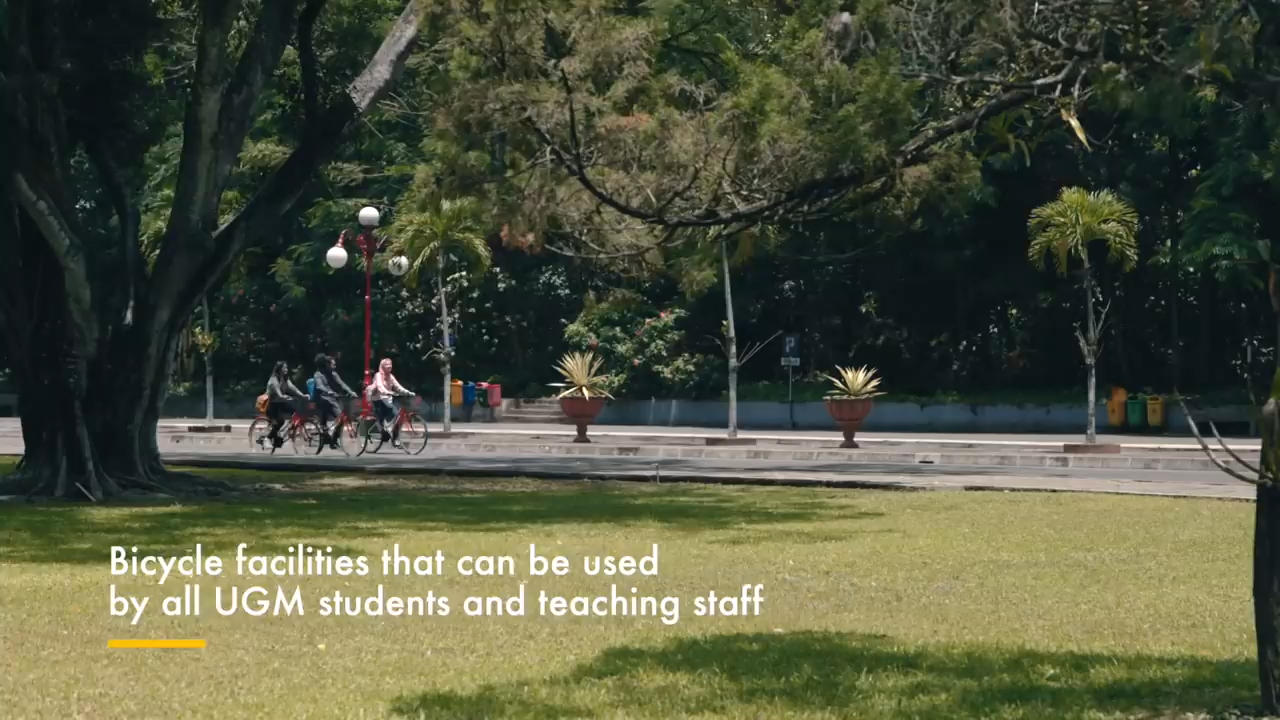 P
Bicycle facilities that can be used
by all UGM students and teaching staff